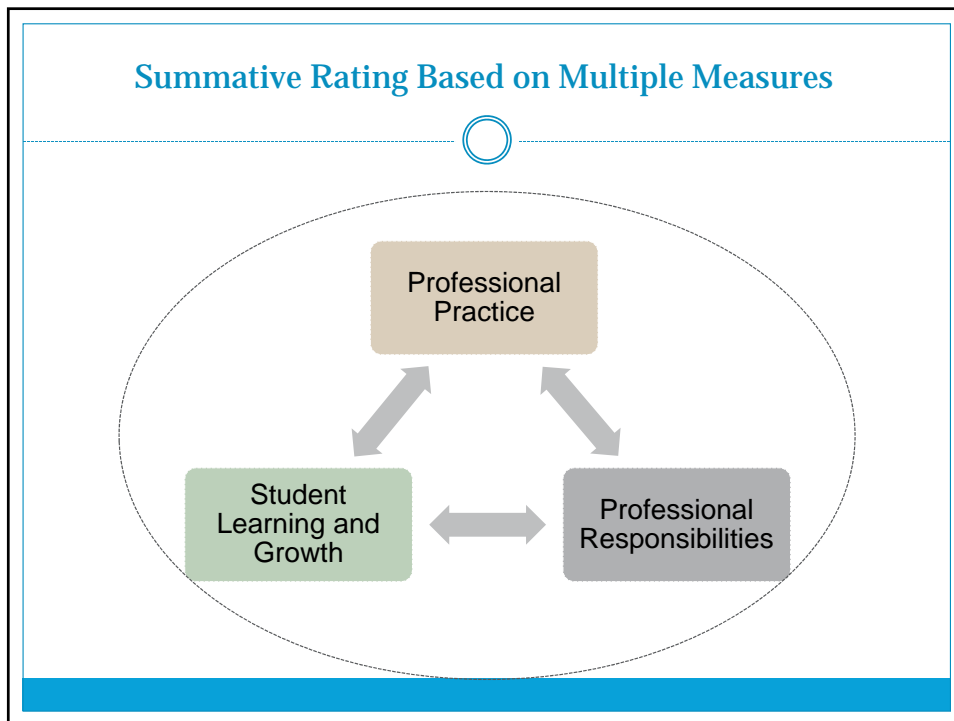 Summative Rating Based on Multiple Measures
Professional
Practice
Student
Learning and
Growth
Professional
Responsibilities